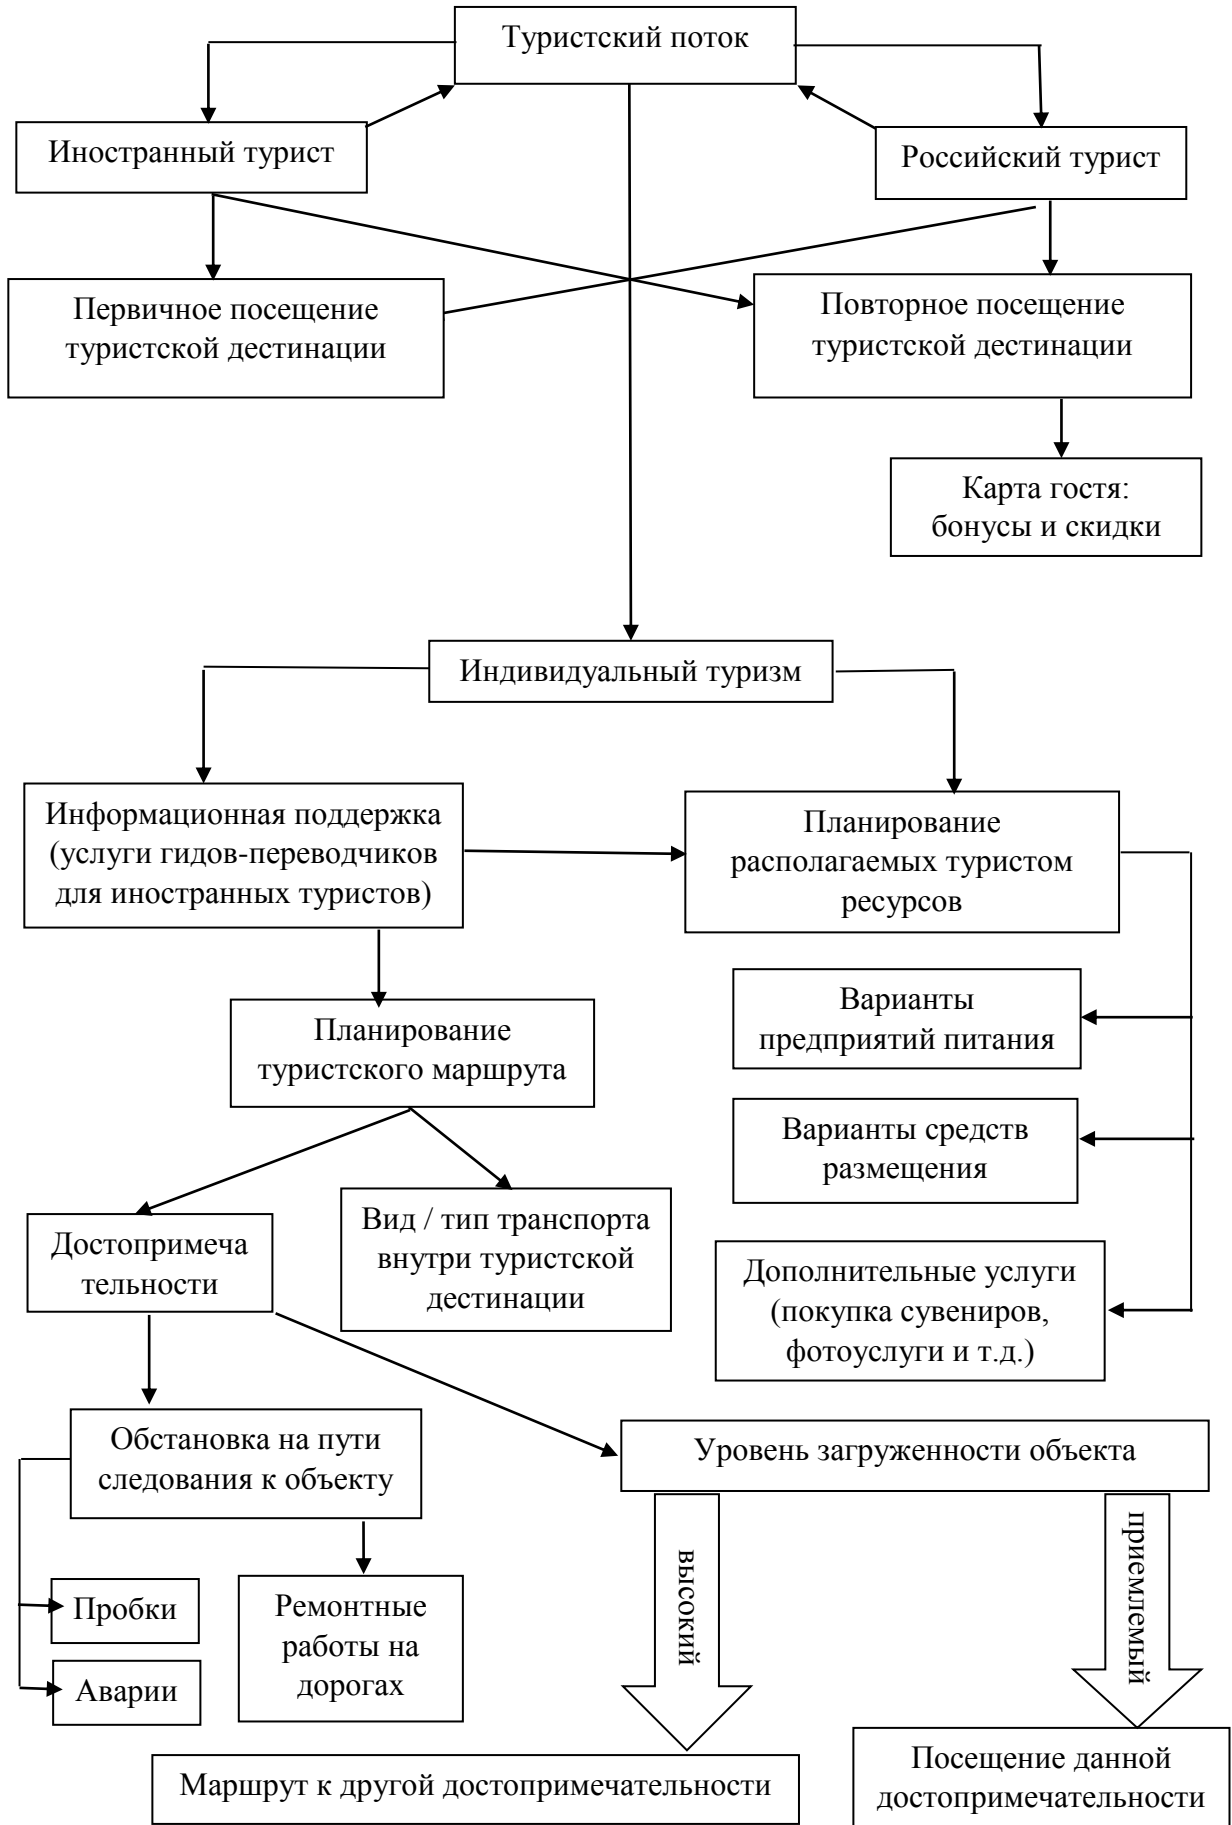 Туристский поток
Иностранный турист
Российский турист
Первичное посещение
туристской дестинации
Повторное посещение
туристской дестинации
Карта гостя:
бонусы и скидки
Индивидуальный туризм
Информационная поддержка
(услуги гидов-переводчиков
для иностранных туристов)
Планирование
располагаемых туристом
ресурсов
Варианты
предприятий питания
Планирование
туристского маршрута
Варианты средств
размещения
Достопримеча
тельности
Вид / тип транспорта
внутри туристской
дестинации
Дополнительные услуги
(покупка сувениров,
фотоуслуги и т.д.)
Обстановка на пути
следования к объекту
Уровень загруженности объекта
высокий
приемлемый
Пробки
Аварии
Ремонтные
работы на
дорогах
Маршрут к другой достопримечательности
Посещение данной
достопримечательности